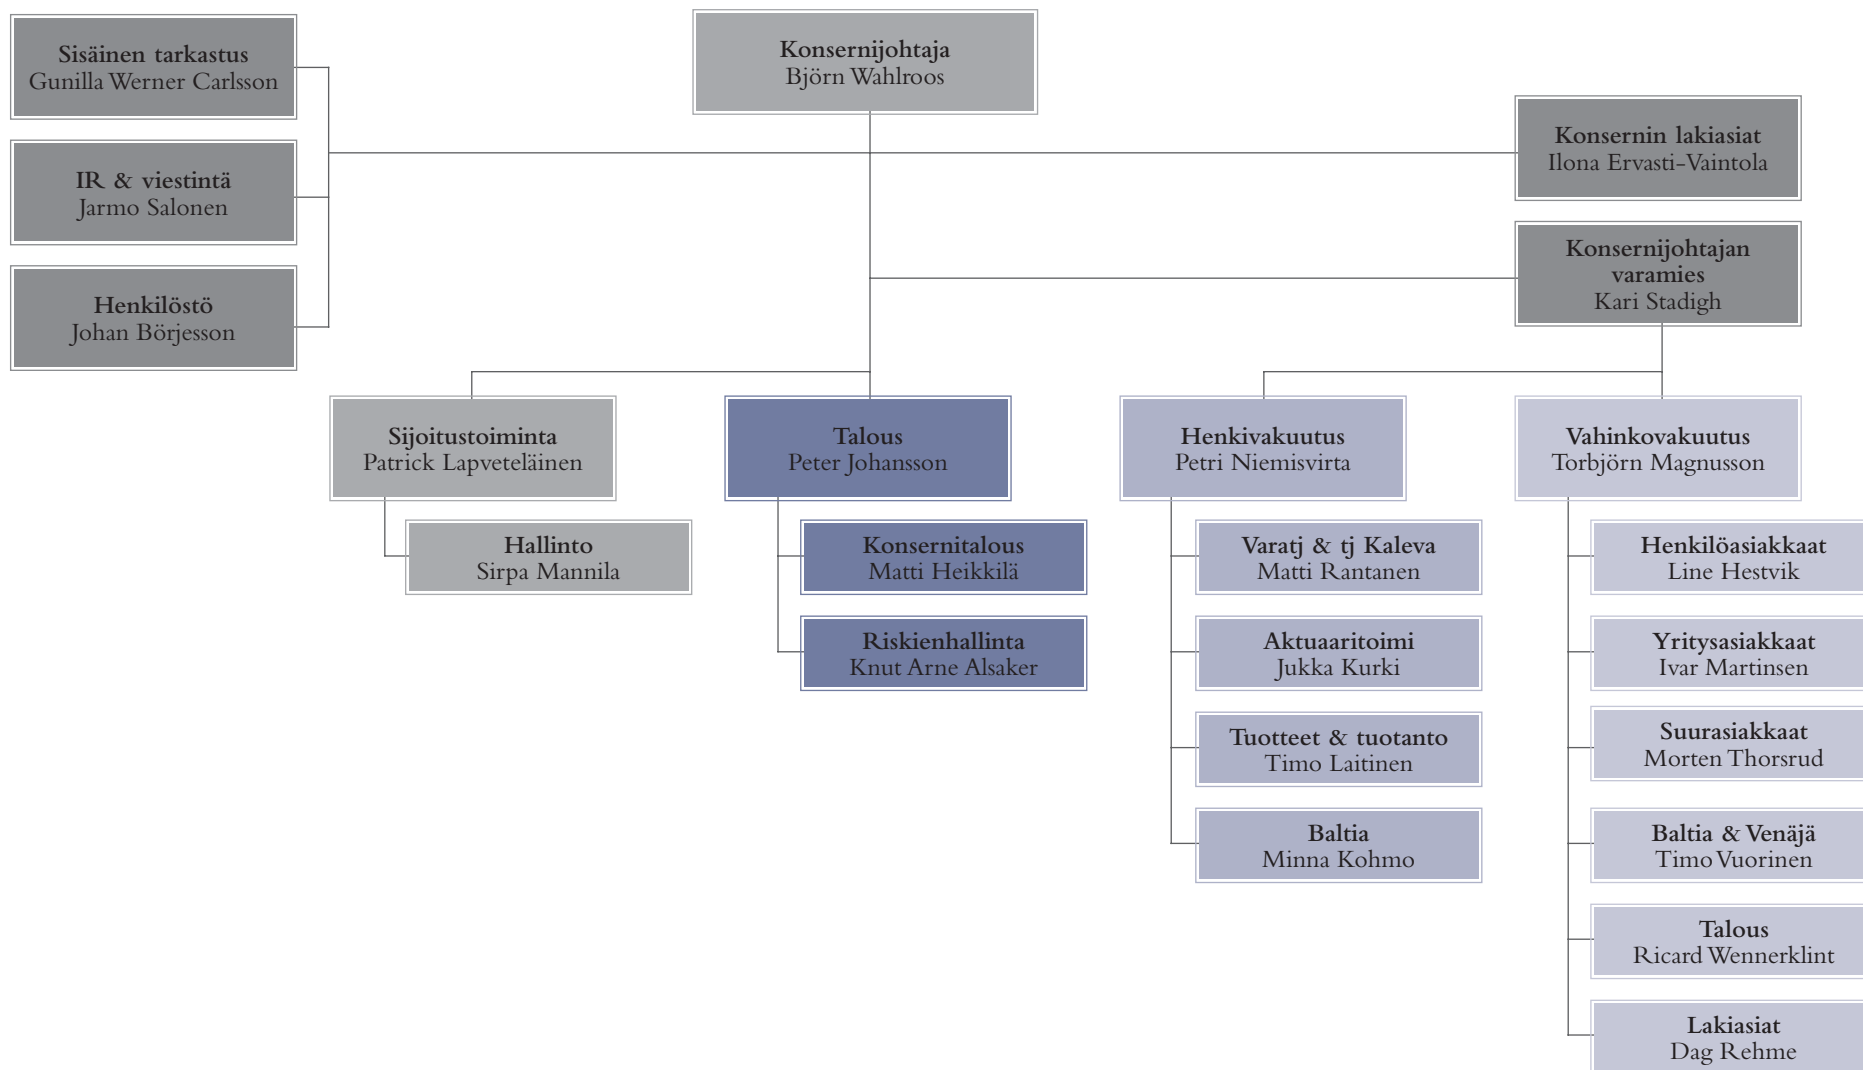 Sisäinen tarkastus
Gunilla Werner Carlsson
Konsernijohtaja
Björn Wahlroos
IR & viestintä
Jarmo Salonen
Konsernin lakiasiat
Ilona Ervasti-Vaintola
Henkilöstö
Johan Börjesson
Konsernijohtajan
varamies
Kari Stadigh
Sijoitustoiminta
Patrick Lapveteläinen
Hallinto
Sirpa Mannila
Talous
Peter Johansson
Konsernitalous
Matti Heikkilä
Riskienhallinta
Knut Arne Alsaker
Henkivakuutus
Petri Niemisvirta
Varatj & tj Kaleva
Matti Rantanen
Aktuaaritoimi
Jukka Kurki
Tuotteet & tuotanto
Timo Laitinen
Baltia
Minna Kohmo
Vahinkovakuutus
Torbjörn Magnusson
Henkilöasiakkaat
Line Hestvik
Yritysasiakkaat
Ivar Martinsen
Suurasiakkaat
Morten Thorsrud
Baltia & Venäjä
Timo Vuorinen
Talous
Ricard Wennerklint
Lakiasiat
Dag Rehme